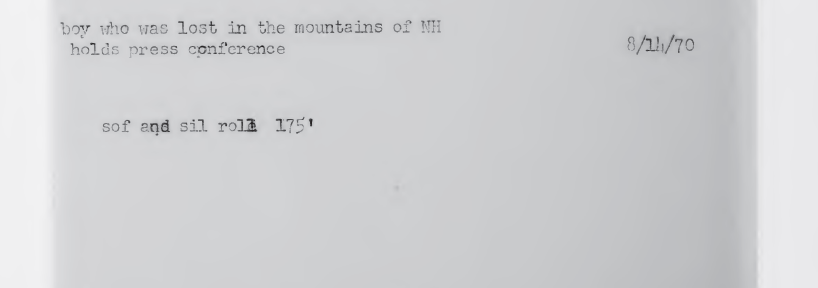 boy who was lost in the mountains of NH
holds press conference
8/14/70
sof and sil roll 175'